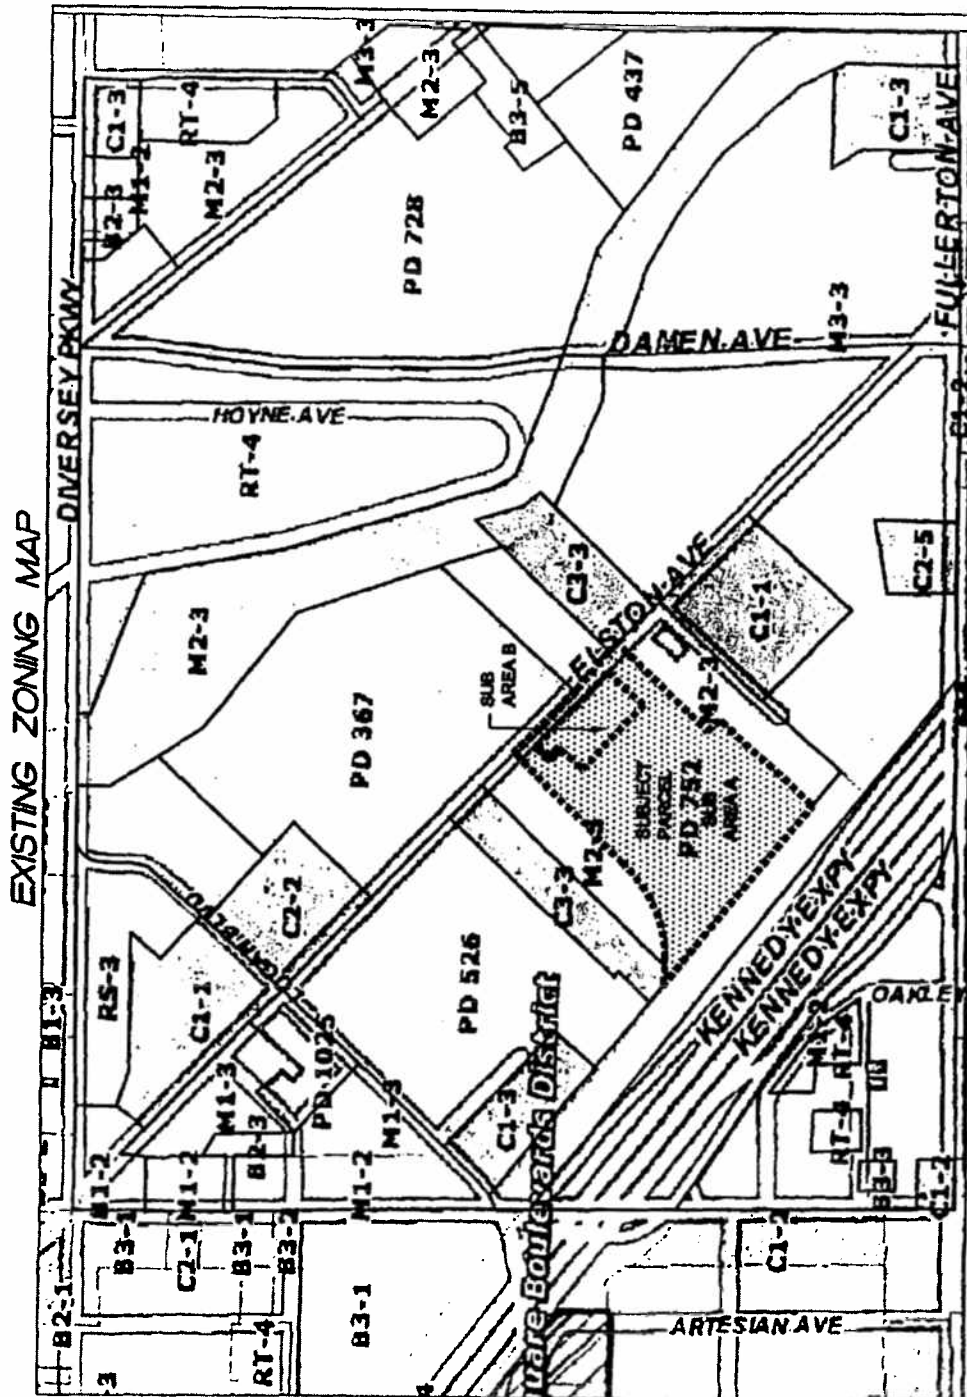 EXISTING ZONING MAP
DIVERSEY PKWY
C1-3
RT-4
M3-3
M2-3
B3-5
PD 437
C1-3
FULLERTON AVE
B2-3
M1-2
M2-3
PD 728
DAMEN AVE
M3-3
HOYNE AVE
RT-4
C1-2
M2-3
C3-3
ELSTON AVE
C1-1
C2-5
PD 367
SUB
AREA B
M2-3
SUBJECT
PARCEL
PD 752
SUB
AREA A
M2-3
C2-2
C3-3
KENNEDY EXPY
KENNEDY EXPY
B1-3
RS-3
C1-1
PD 526
OAKLEY
M1-3
PD 1025
M1-3
C1-3
M1-2
RT-4
RT-4
B2-3
B1-2
M1-2
M1-2
B3-3
C1-2
B3-1
C2-1
B3-1
B3-2
uare Boulevards District
C1-2
B2-1
RT-4
B3-1
ARTESIAN AVE
-3